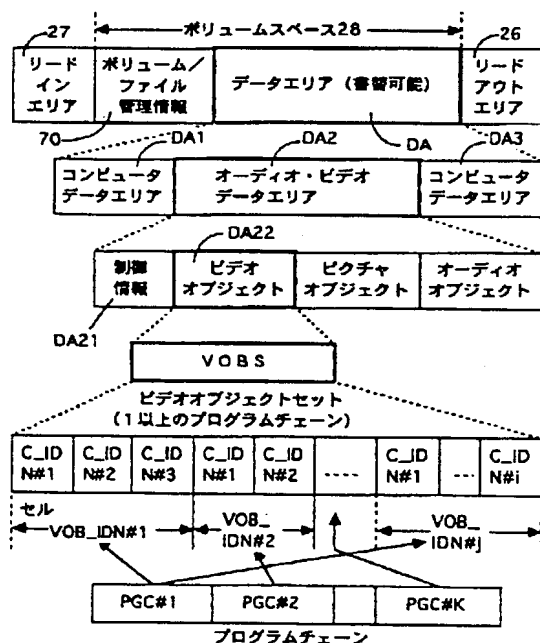 27
ボリュームスペース28
26
リード
イン
エリア
ボリューム/
ファイル
管理情報
データエリア (書替可能)
リード
アウト
エリア
70
DA1
DA2
DA
DA3
コンピュータ
データエリア
オーディオ・ビデオ
データエリア
コンピュータ
データエリア
DA22
制御
情報
ビデオ
オブジェクト
ピクチャ
オブジェクト
オーディオ
オブジェクト
DA21
VOBS
ビデオオブジェクトセット
(1以上のプログラムチェーン)
C_ID
N#1
C_ID
N#2
C_ID
N#3
C_ID
N#1
C_ID
N#2
----
C_ID
N#1
---
C_ID
N#i
セル
VOB_IDN#1
VOB_
IDN#2
VOB_
IDN#j
PGC#1
PGC#2
PGC#K
プログラムチェーン